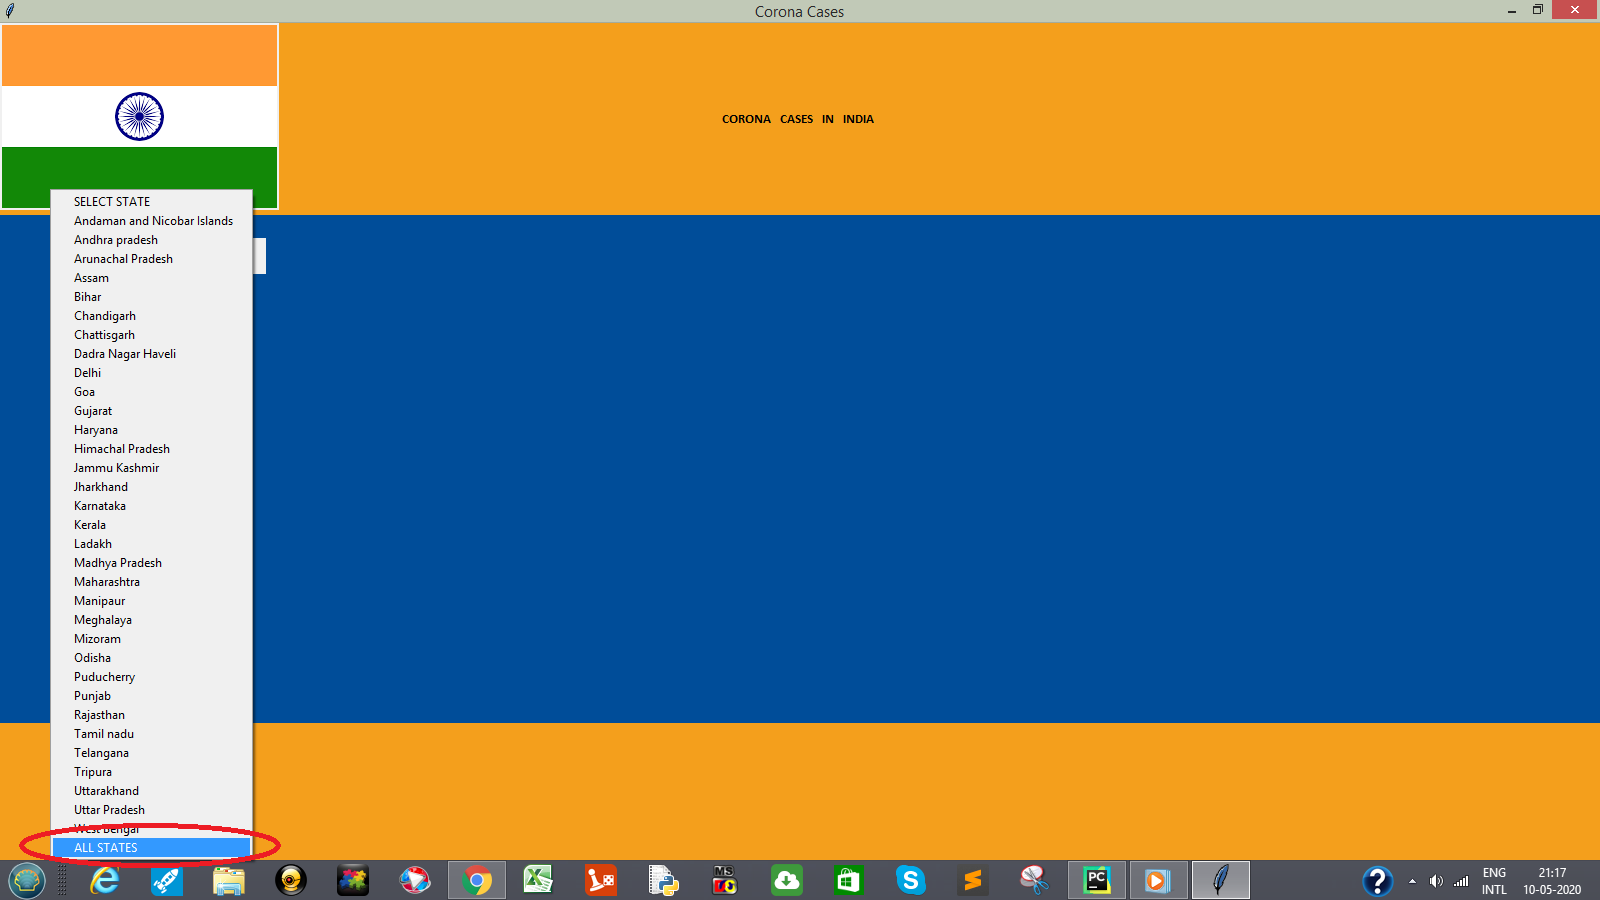 Corona Cases
CORONA CASES IN INDIA
SELECT STATE
Andaman and Nicobar Islands
Andhra pradesh
Arunachal Pradesh
Assam
Bihar
Chandigarh
Chattisgarh
Dadra Nagar Haveli
Delhi
Goa
Gujarat
Haryana
Himachal Pradesh
Jammu Kashmir
Jharkhand
Karnataka
Kerala
Ladakh
Madhya Pradesh
Maharashtra
Manipaur
Meghalaya
Mizoram
Odisha
Puducherry
Punjab
Rajasthan
Tamil nadu
Telangana
Tripura
Uttarakhand
Uttar Pradesh
West Bengal
ALL STATES
MS
PC
ENG
INTL
21:17
10-05-2020